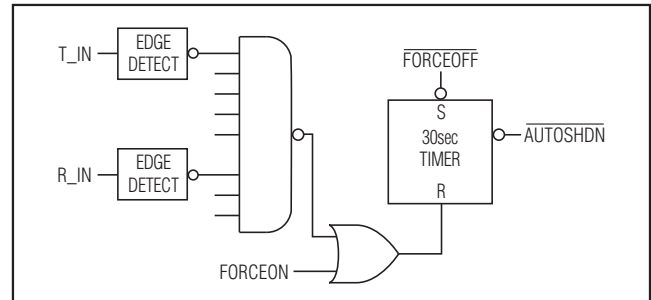 T_IN
EDGE
DETECT
R_IN
EDGE
DETECT
FORCEON
FORCEOFF
S
30sec
TIMER
R
AUTOSHDN